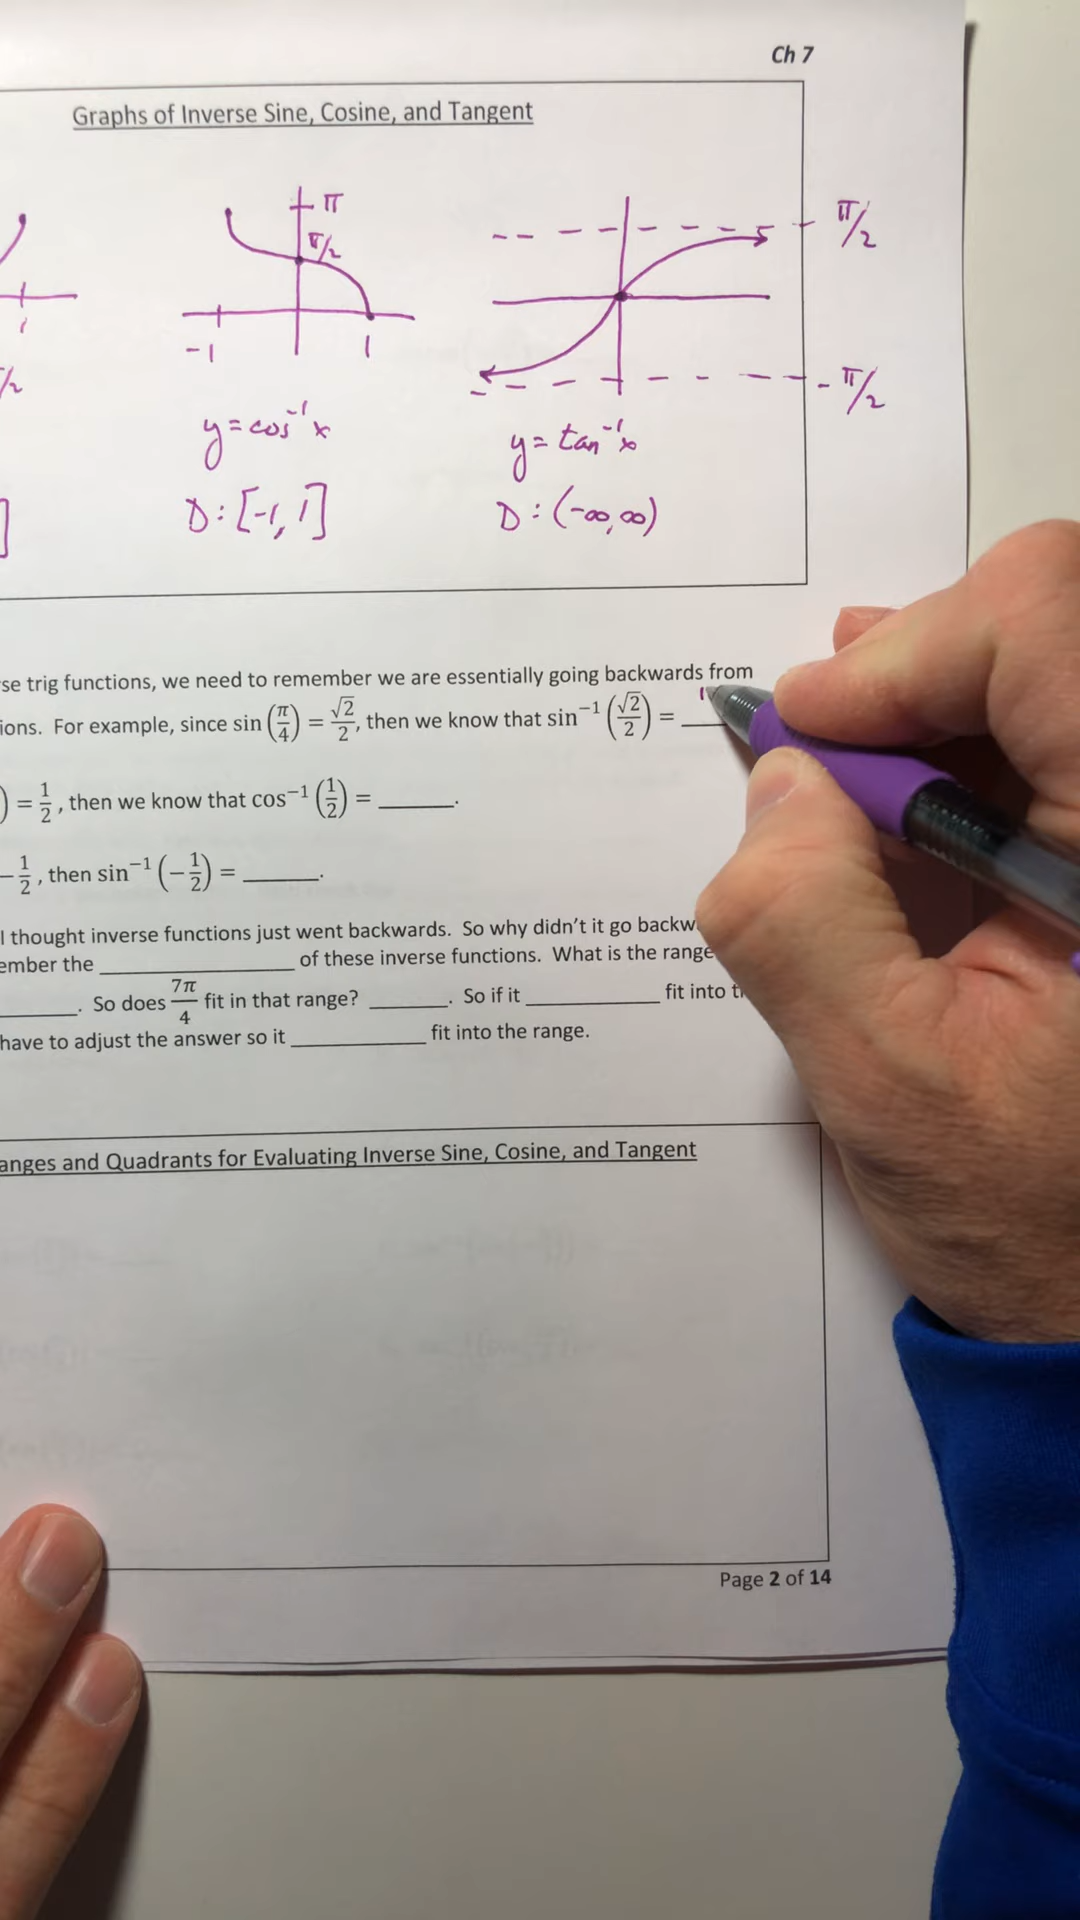 Ch 7
Graphs of Inverse Sine, Cosine, and Tangent
π
π/2
π/2
1
-1
1
/2
-π/2
y = cos⁻¹x
y = tan⁻¹x
]
D: [-1, 1]
D: (-∞, ∞)
se trig functions, we need to remember we are essentially going backwards from
ions. For example, since sin (π/4) = √2/2, then we know that sin⁻¹ (√2/2) = ___
) = 1/2, then we know that cos⁻¹ (1/2) = ______.
-1/2, then sin⁻¹ (-1/2) = ______.
I thought inverse functions just went backwards. So why didn't it go backw
ember the ________________ of these inverse functions. What is the range
______. So does 7π/4 fit in that range? ______. So if it ___________ fit into t
have to adjust the answer so it ___________ fit into the range.
anges and Quadrants for Evaluating Inverse Sine, Cosine, and Tangent
Page 2 of 14